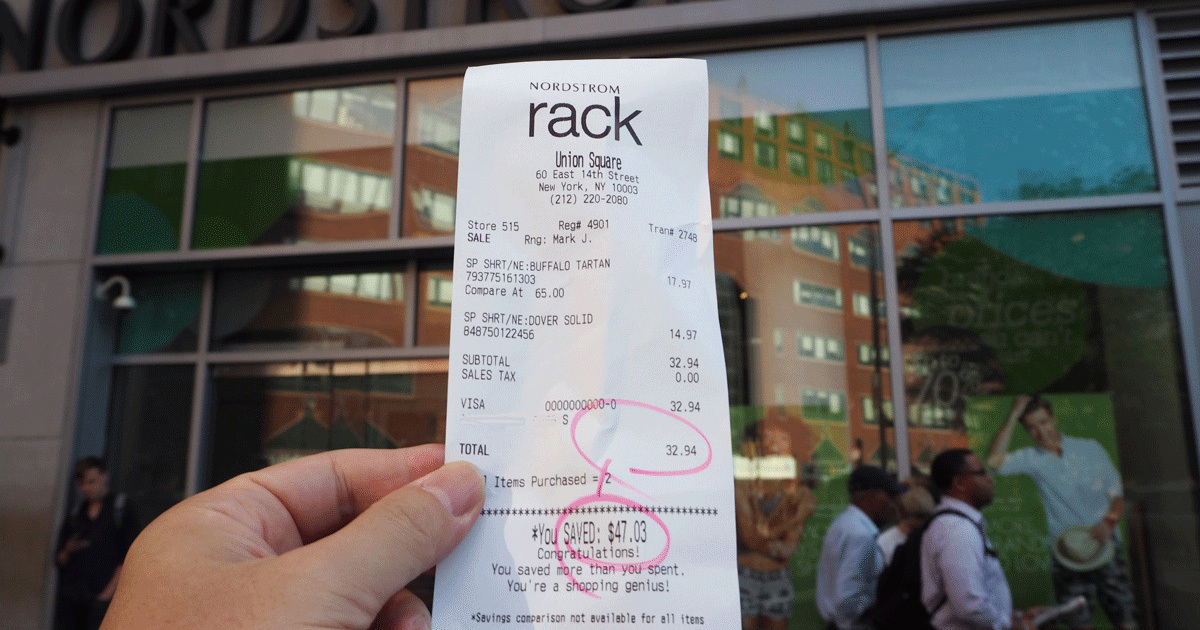 NORDSTRO
NORDSTROM
rack
Union Square
60 East 14th Street
New York, NY 10003
(212) 220-2080
Store 515 Reg# 4901 Tran# 2748
SALE Rng: Mark J.
SP SHRT/NE:BUFFALO TARTAN
793775161303 17.97
Compare At 65.00
SP SHRT/NE:DOVER SOLID
848750122456 14.97
SUBTOTAL 32.94
SALES TAX 0.00
VISA 0000000000-0 32.94
S
TOTAL 32.94
l Items Purchased = 2
*You SAVED: $47.03
Congratulations!
You saved more than you spent.
You're a shopping genius!
*Savings comparison not available for all items
prices
70%